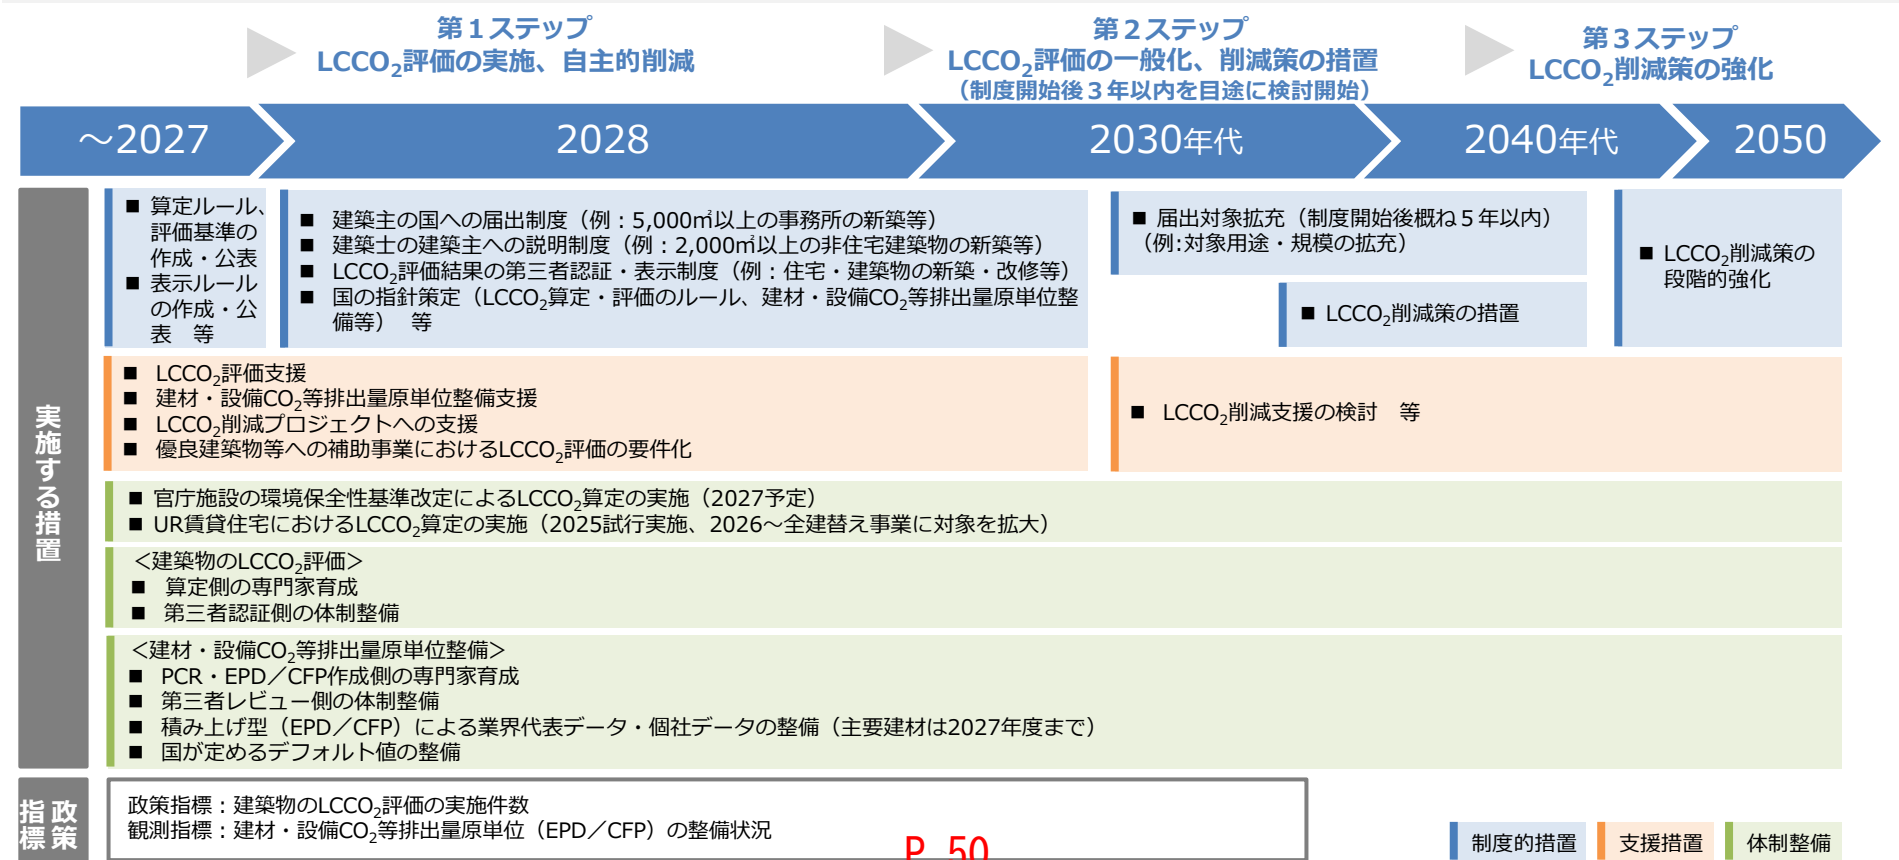 第１ステップ
LCCO2評価の実施、自主的削減
第２ステップ
LCCO2評価の一般化、削減策の措置
（制度開始後３年以内を目途に検討開始）
第３ステップ
LCCO2削減策の強化
～2027
2028
2030年代
2040年代
2050
実施する措置
■ 算定ルール、
評価基準の
作成・公表
■ 表示ルール
の作成・公
表　等
■ 建築主の国への届出制度（例：5,000㎡以上の事務所の新築等）
■ 建築士の建築主への説明制度（例：2,000㎡以上の非住宅建築物の新築等）
■ LCCO2評価結果の第三者認証・表示制度（例：住宅・建築物の新築・改修等）
■ 国の指針策定（LCCO2算定・評価のルール、建材・設備CO2等排出量原単位整
備等）　等
■ 届出対象拡充（制度開始後概ね５年以内）
（例:対象用途・規模の拡充）
■ LCCO2削減策の措置
■ LCCO2削減策の
段階的強化
■ LCCO2評価支援
■ 建材・設備CO2等排出量原単位整備支援
■ LCCO2削減プロジェクトへの支援
■ 優良建築物等への補助事業におけるLCCO2評価の要件化
■ LCCO2削減支援の検討　等
■ 官庁施設の環境保全性基準改定によるLCCO2算定の実施（2027予定）
■ UR賃貸住宅におけるLCCO2算定の実施（2025試行実施、2026～全建替え事業に対象を拡大）
＜建築物のLCCO2評価＞
■ 算定側の専門家育成
■ 第三者認証側の体制整備
＜建材・設備CO2等排出量原単位整備＞
■ PCR・EPD／CFP作成側の専門家育成
■ 第三者レビュー側の体制整備
■ 積み上げ型（EPD／CFP）による業界代表データ・個社データの整備（主要建材は2027年度まで）
■ 国が定めるデフォルト値の整備
政策
指標
政策指標：建築物のLCCO2評価の実施件数
観測指標：建材・設備CO2等排出量原単位（EPD／CFP）の整備状況
P 50
制度的措置
支援措置
体制整備